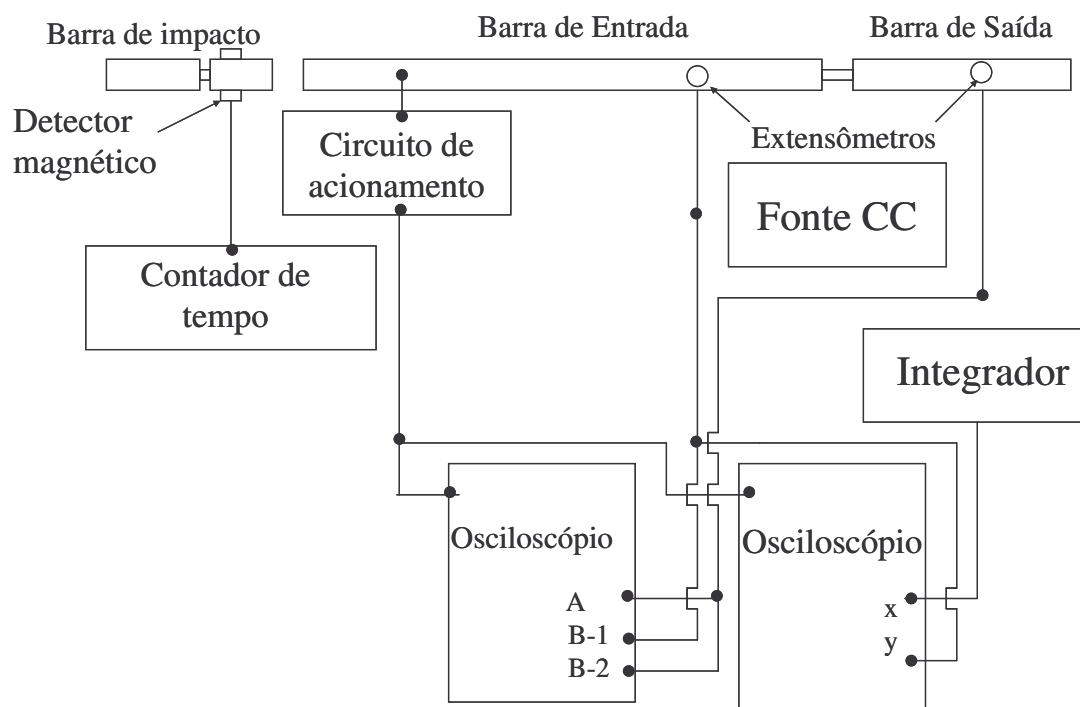 Barra de impacto
Barra de Entrada
Barra de Saída
Detector
magnético
Circuito de
acionamento
Extensômetros
Fonte CC
Contador de
tempo
Integrador
Osciloscópio
A
B-1
B-2
Osciloscópio
x
y